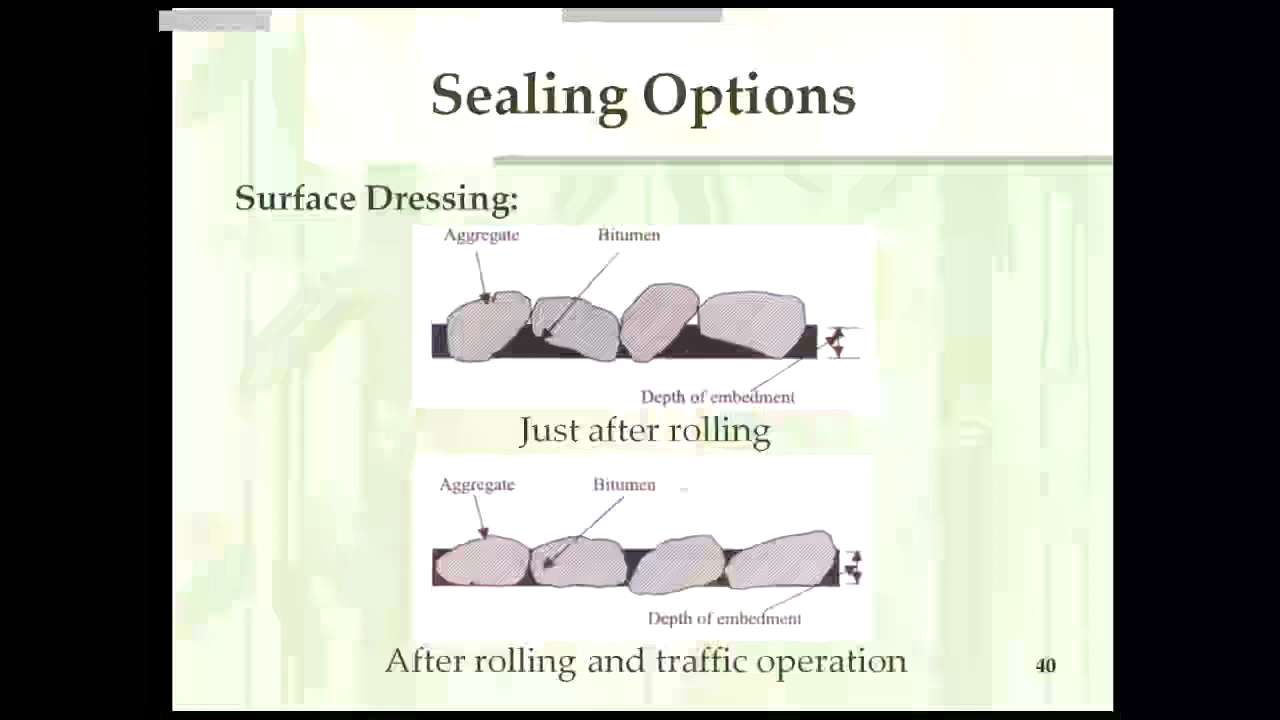 Sealing Options
Surface Dressing:
Aggregate Bitumen
Depth of embedment
Just after rolling
Aggregate Bitumen
Depth of embedment
After rolling and traffic operation
40